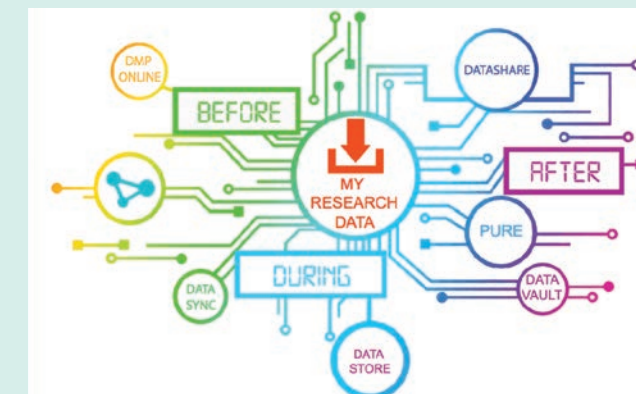 DMP
ONLINE
BEFORE
DATASHARE
MY
RESEARCH
DATA
AFTER
PURE
DATA
SYNC
DURING
DATA
VAULT
DATA
STORE